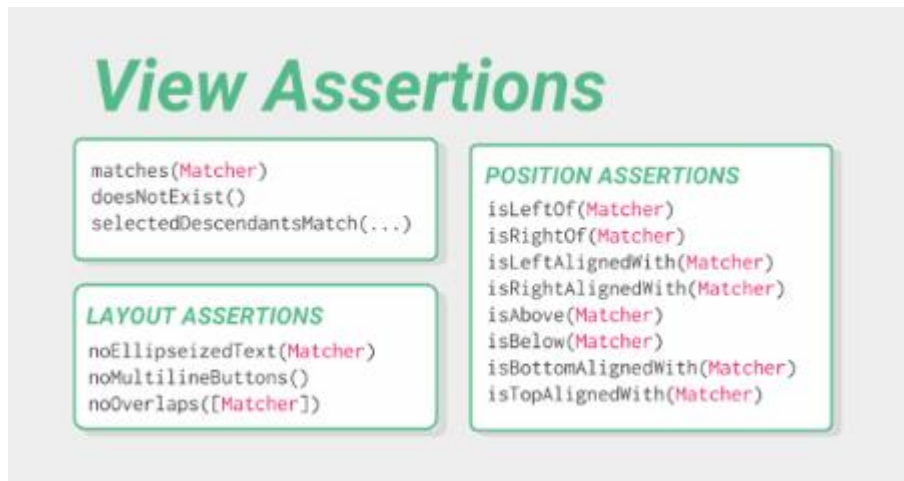 View Assertions
matches(Matcher)
doesNotExist()
selectedDescendantsMatch(...)
LAYOUT ASSERTIONS
noEllipseizedText(Matcher)
noMultilineButtons()
noOverlaps([Matcher])
POSITION ASSERTIONS
isLeftOf(Matcher)
isRightOf(Matcher)
isLeftAlignedWith(Matcher)
isRightAlignedWith(Matcher)
isAbove(Matcher)
isBelow(Matcher)
isBottomAlignedWith(Matcher)
isTopAlignedWith(Matcher)